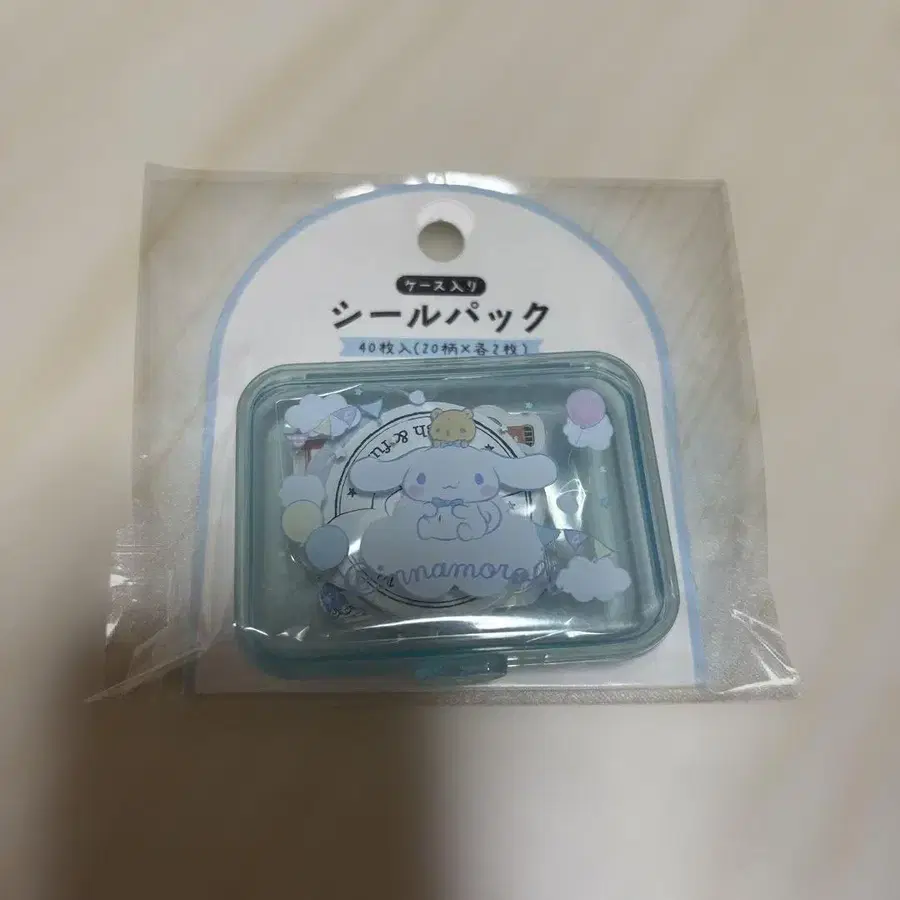 ケース入り
シールパック
40枚入(20柄×各2枚)
Cinnamoroll